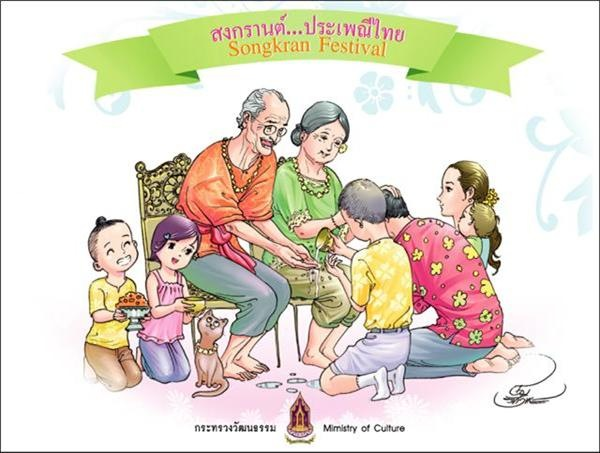 สงกรานต์...ประเพณีไทย
Songkran Festival
กระทรวงวัฒนธรรม Mimistry of Culture